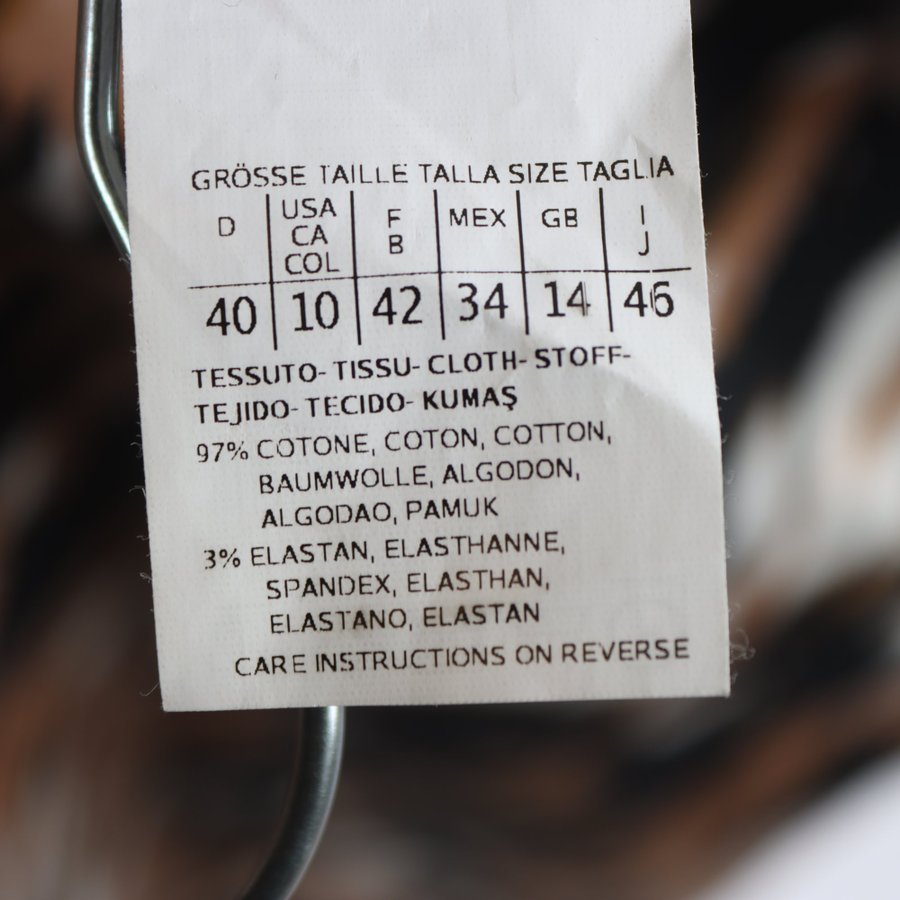 GRÖSSE TAILLE TALLA SIZE TAGLIA
D USA CA COL F B MEX GB I J
40 10 42 34 14 46
TESSUTO- TISSU- CLOTH- STOFF-
TEJIDO- TECIDO- KUMAŞ
97% COTONE, COTON, COTTON,
BAUMWOLLE, ALGODON,
ALGODAO, PAMUK
3% ELASTAN, ELASTHANNE,
SPANDEX, ELASTHAN,
ELASTANO, ELASTAN
CARE INSTRUCTIONS ON REVERSE